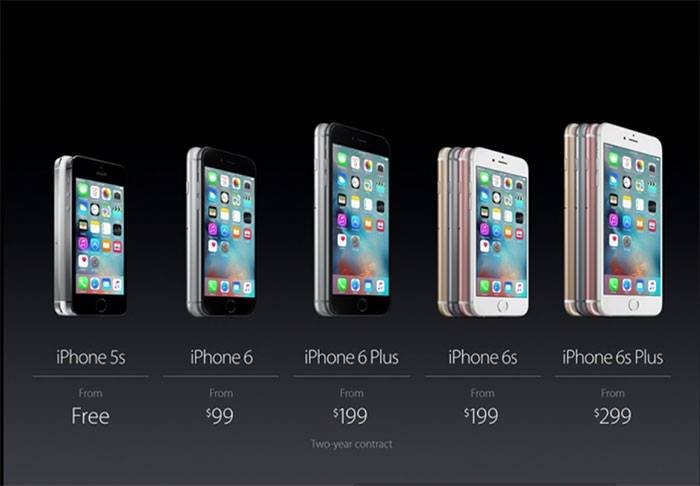 iPhone 5s
From
Free
iPhone 6
From
$99
iPhone 6 Plus
From
$199
Two-year contract
iPhone 6s
From
$199
iPhone 6s Plus
From
$299